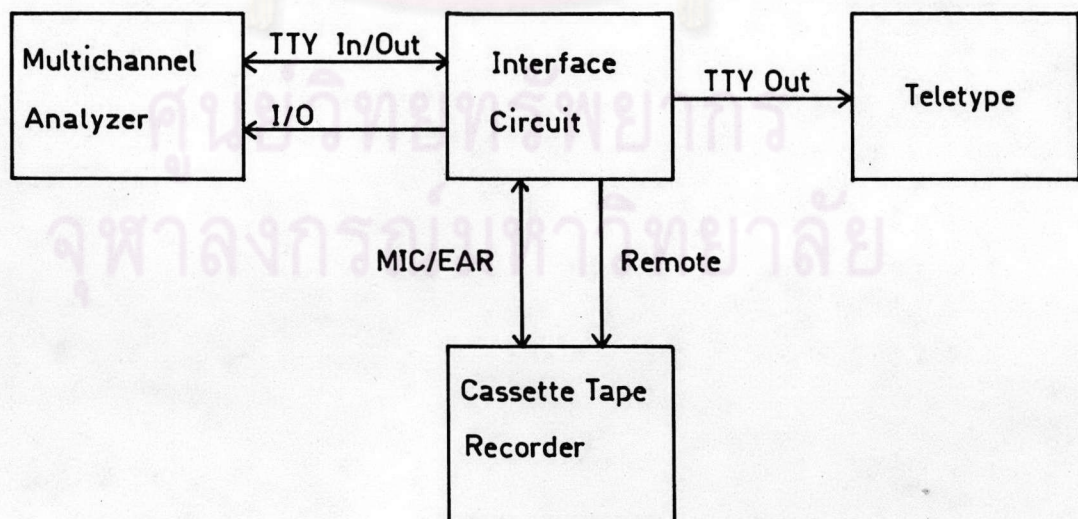 Multichannel
Analyzer
TTY In/Out
I/O
Interface
Circuit
TTY Out
Teletype
ศูนย์วิทยทรัพยากร
จุฬาลงกรณ์มหาวิทยาลัย
MIC/EAR
Remote
Cassette Tape
Recorder